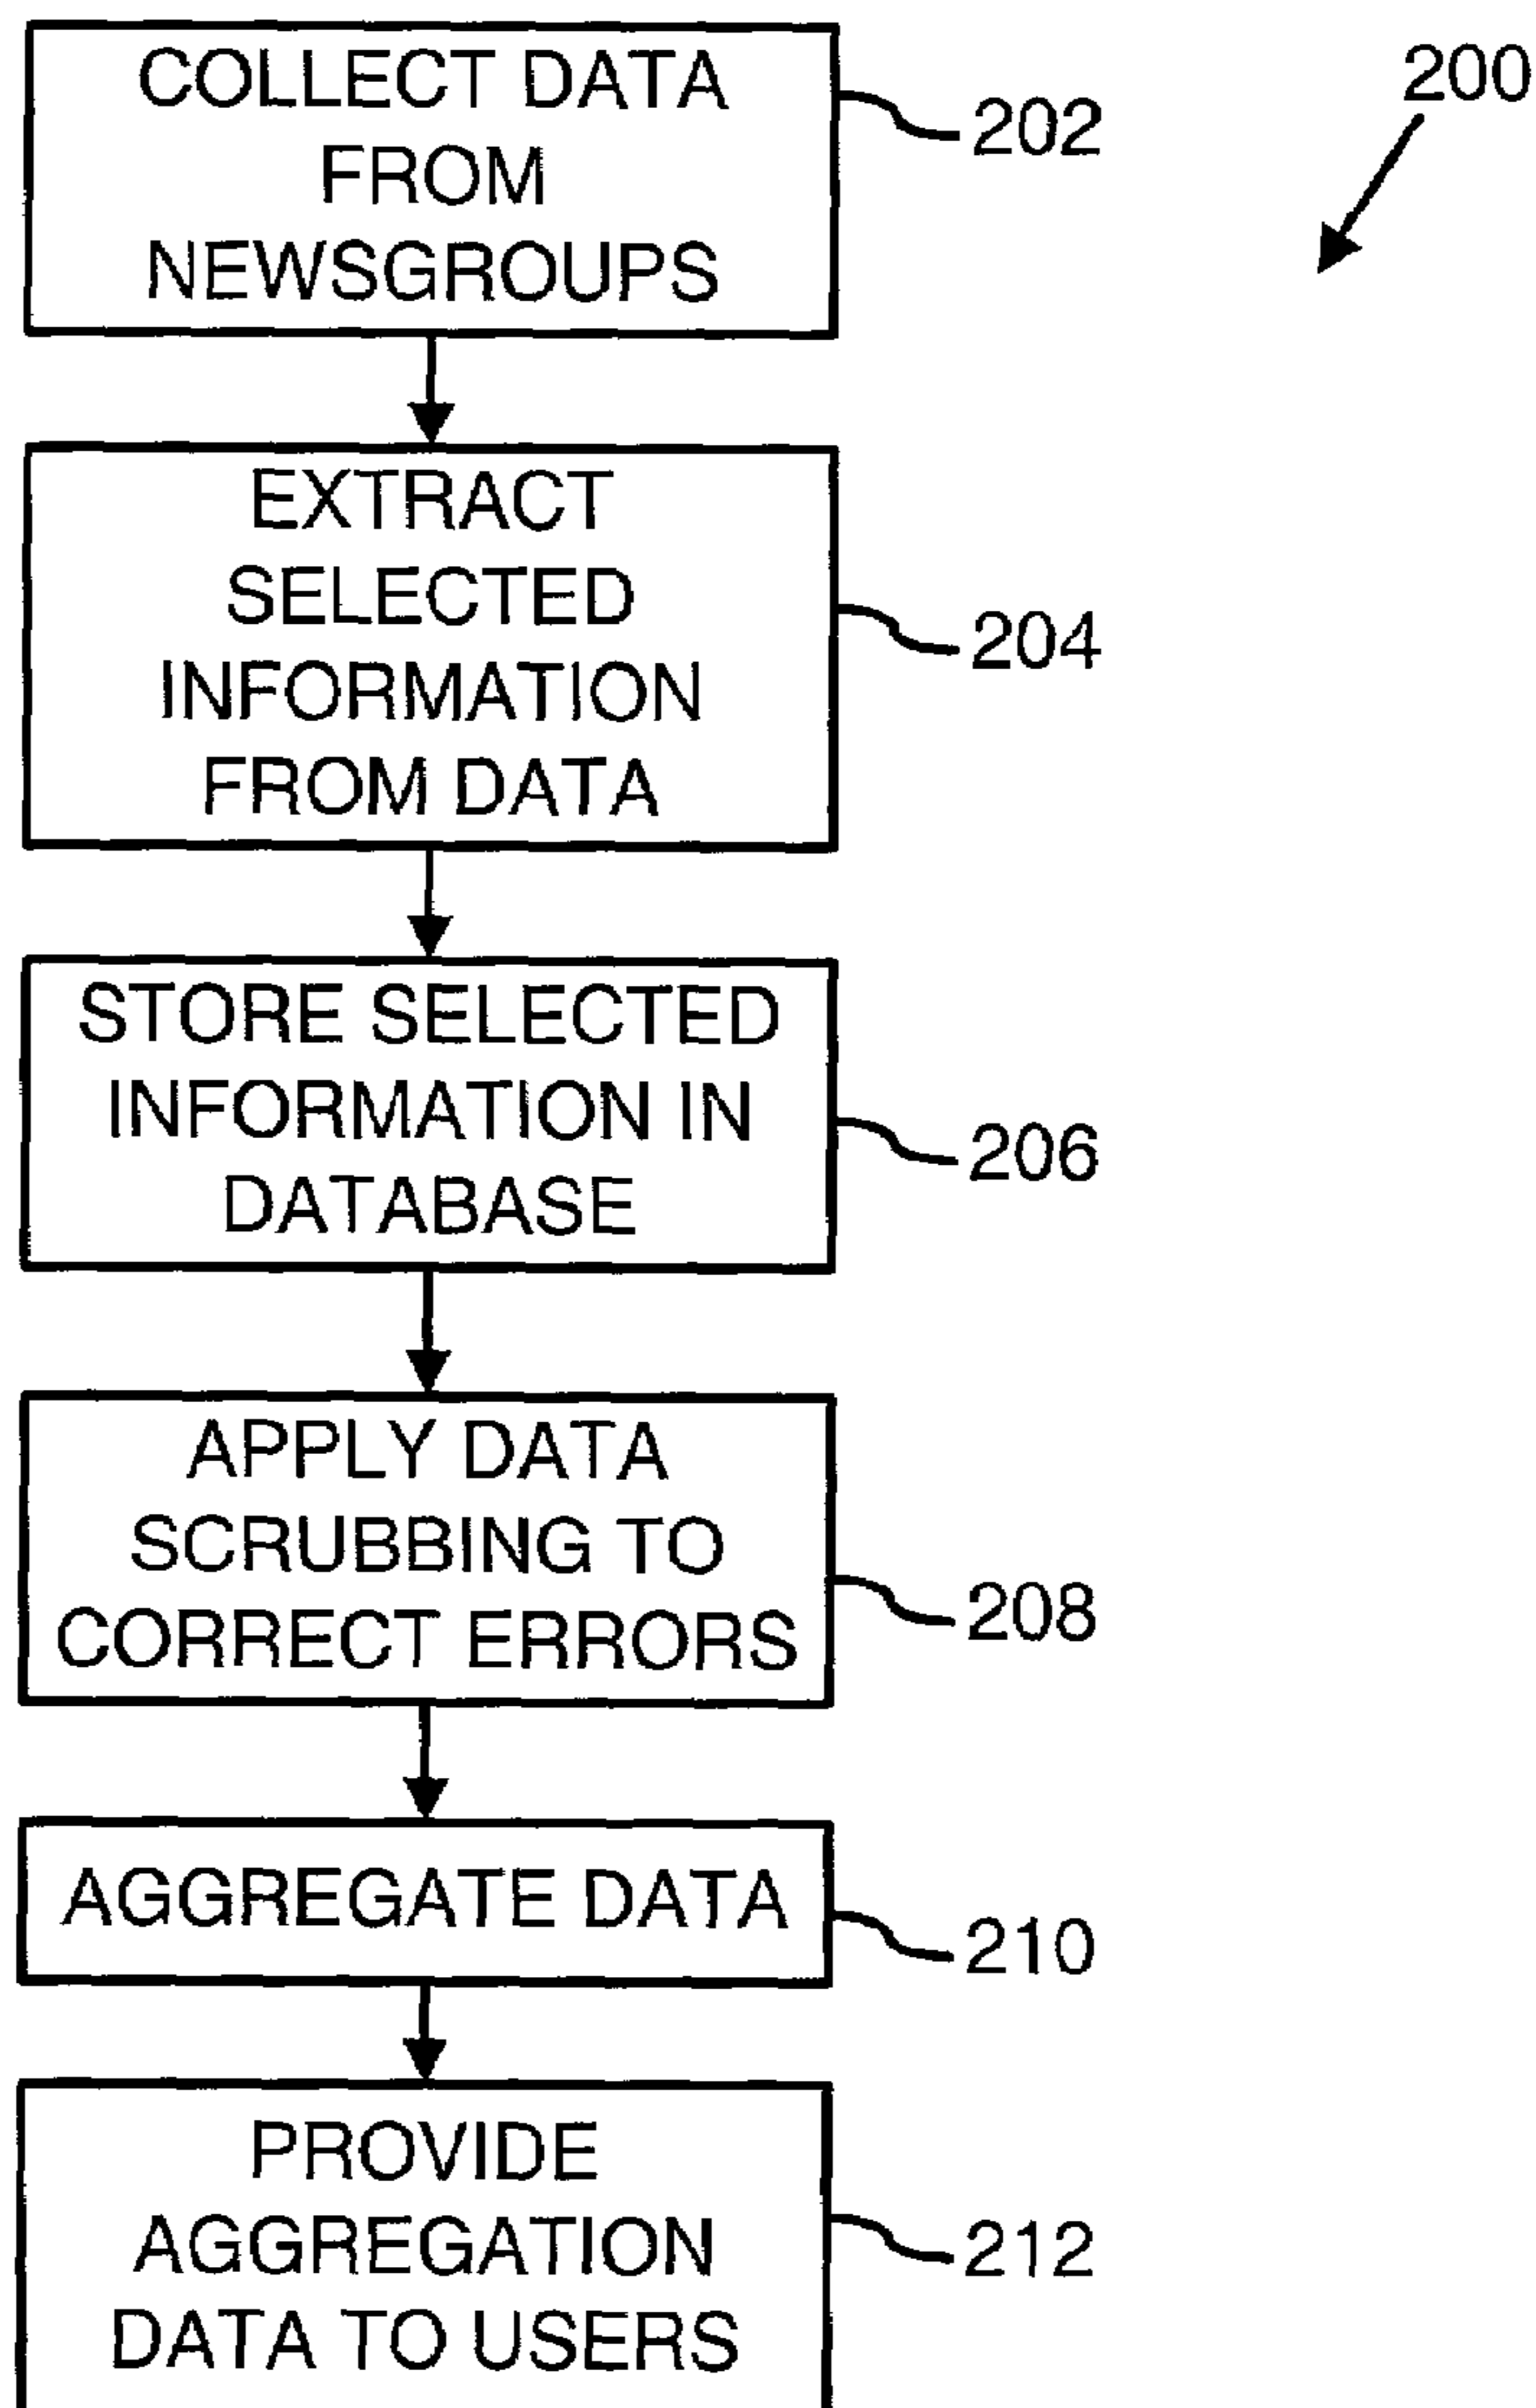 200
COLLECT DATA
FROM
NEWSGROUPS
202
EXTRACT
SELECTED
INFORMATION
FROM DATA
204
STORE SELECTED
INFORMATION IN
DATABASE
206
APPLY DATA
SCRUBBING TO
CORRECT ERRORS
208
AGGREGATE DATA
210
PROVIDE
AGGREGATION
DATA TO USERS
212